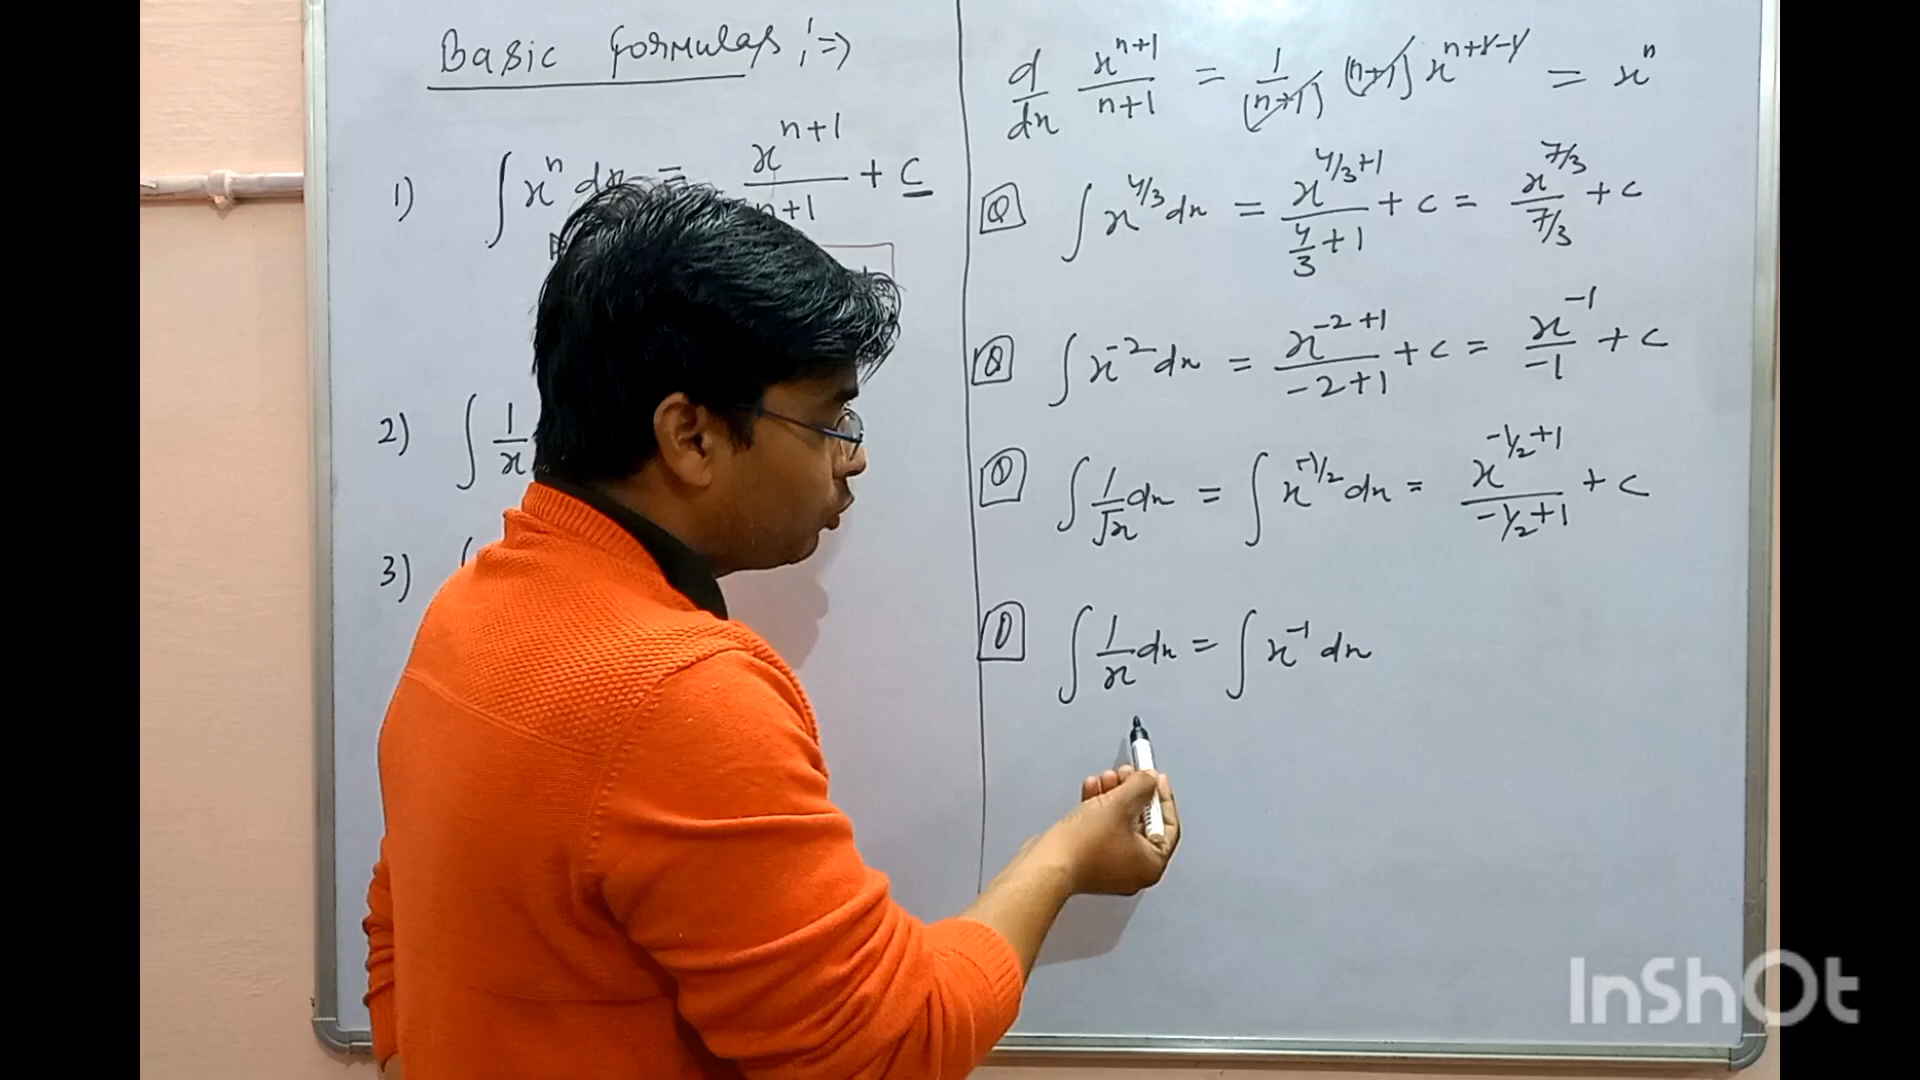 Basic formulas :⇒
1) ∫ xⁿ dx = xⁿ⁺¹/n+1 + c
2) ∫ 1/x
3) ∫
d/dx xⁿ⁺¹/n+1 = 1/(n+1) (n+1) xⁿ⁺¹⁻¹ = xⁿ
Q ∫ x^4/3 dx = x^4/3+1 / 4/3+1 + c = x^7/3 / 7/3 + c
Q ∫ x⁻² dx = x⁻²⁺¹/-2+1 + c = x⁻¹/-1 + c
Q ∫ 1/√x dx = ∫ x^-1/2 dx = x^-1/2+1 / -1/2+1 + c
Q ∫ 1/x dx = ∫ x⁻¹ dx
InShOt